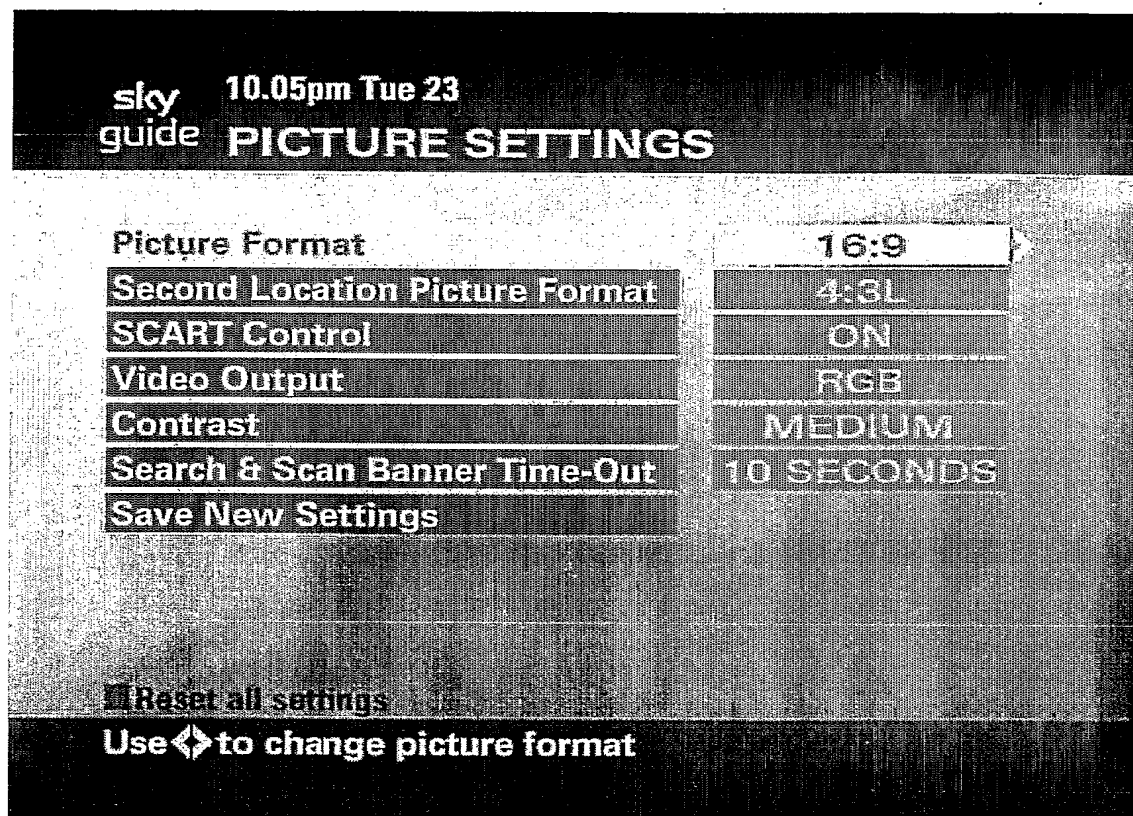 sky guide
10.05pm Tue 23
PICTURE SETTINGS
Picture Format 16:9
Second Location Picture Format 4:3L
SCART Control ON
Video Output RGB
Contrast MEDIUM
Search & Scan Banner Time-Out 10 SECONDS
Save New Settings
Reset all settings
Use to change picture format